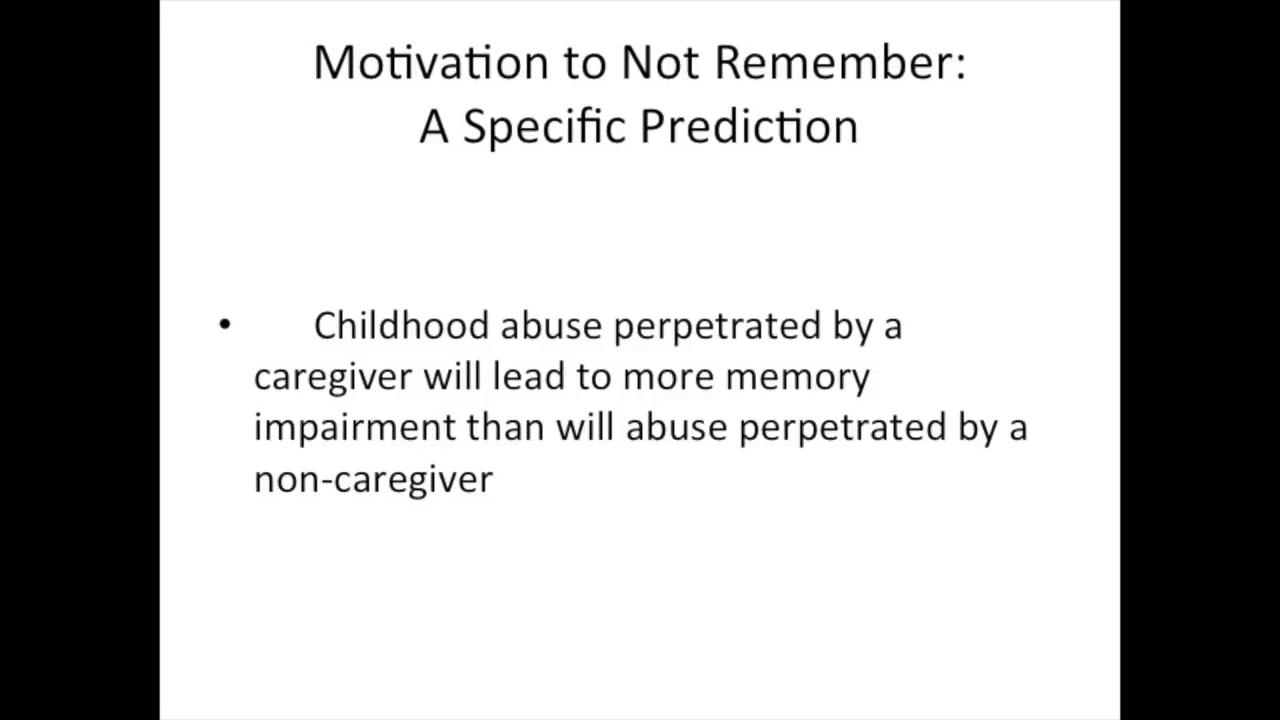 Motivation to Not Remember:
A Specific Prediction
• Childhood abuse perpetrated by a
caregiver will lead to more memory
impairment than will abuse perpetrated by a
non-caregiver